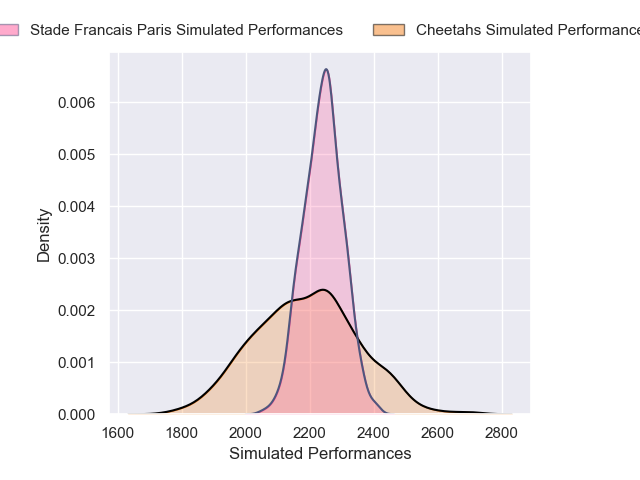 Stade Francais Paris Simulated Performances
Cheetahs Simulated Performance
0.006
0.005
0.004
0.003
0.002
0.001
0.000
Density
1600 1800 2000 2200 2400 2600 2800
Simulated Performances